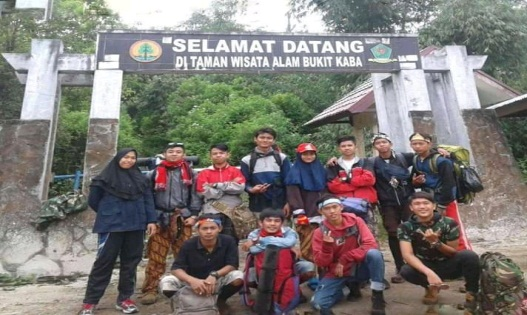 SELAMAT DATANG
DI TAMAN WISATA ALAM BUKIT KABA